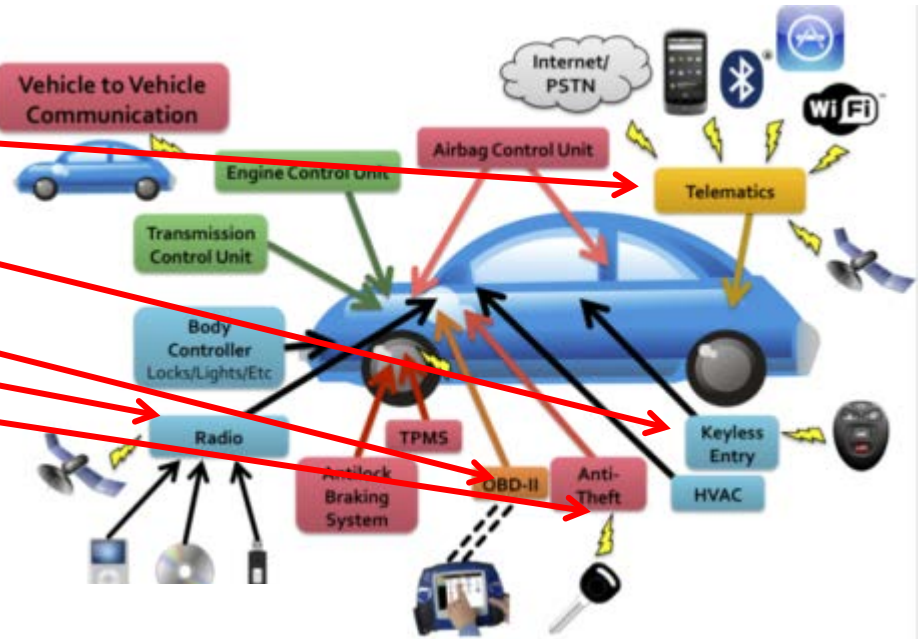 Internet/
PSTN
WiFi
Vehicle to Vehicle
Communication
Airbag Control Unit
Engine Control Unit
Telematics
Transmission
Control Unit
Body
Controller
Locks/Lights/Etc
Radio
TPMS
Keyless
Entry
Antilock
Braking
System
OBD-II
Anti-
Theft
HVAC